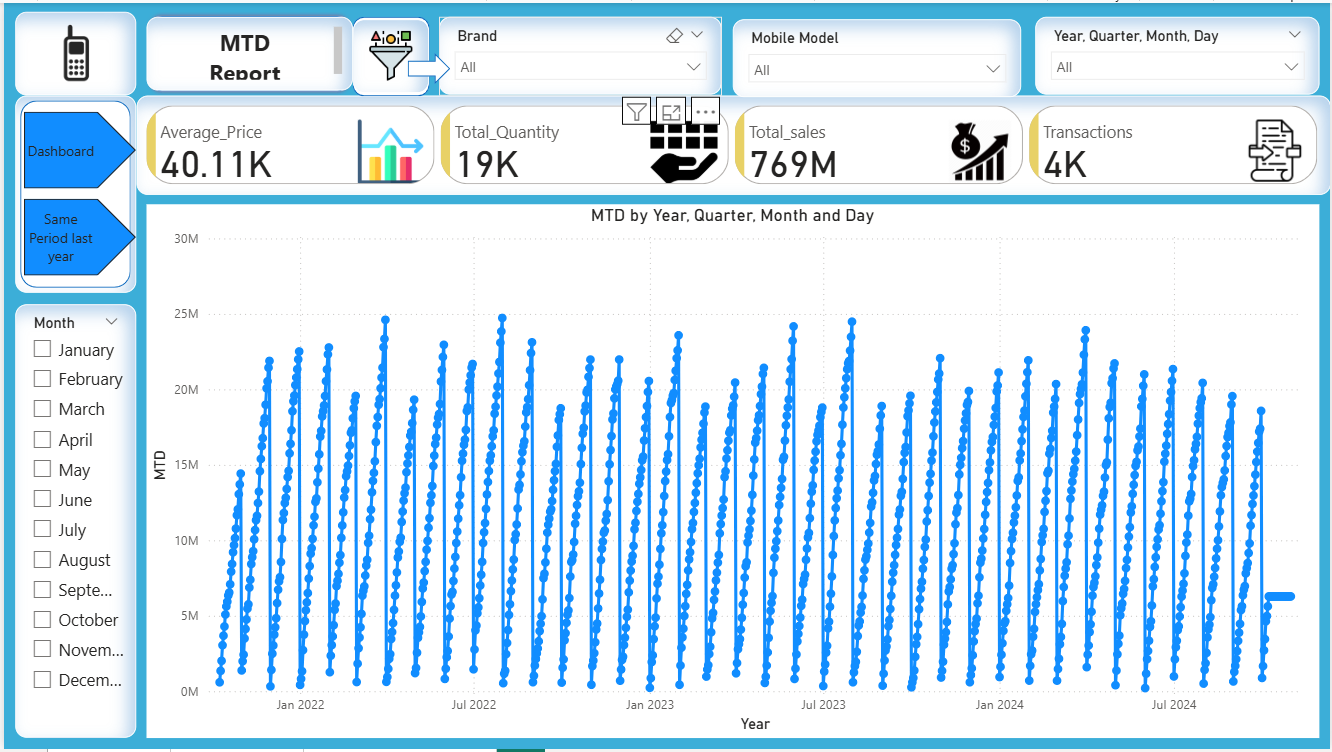 MTD
Report
Brand
All
Mobile Model
All
Year, Quarter, Month, Day
All
Dashboard
Same
Period last
year
Average_Price
40.11K
Total_Quantity
19K
Total_sales
769M
Transactions
4K
Month
January
February
March
April
May
June
July
August
Septe...
October
Novem...
Decem...
MTD by Year, Quarter, Month and Day
30M
25M
20M
15M
10M
5M
0M
MTD
Jan 2022
Jul 2022
Jan 2023
Jul 2023
Jan 2024
Jul 2024
Year